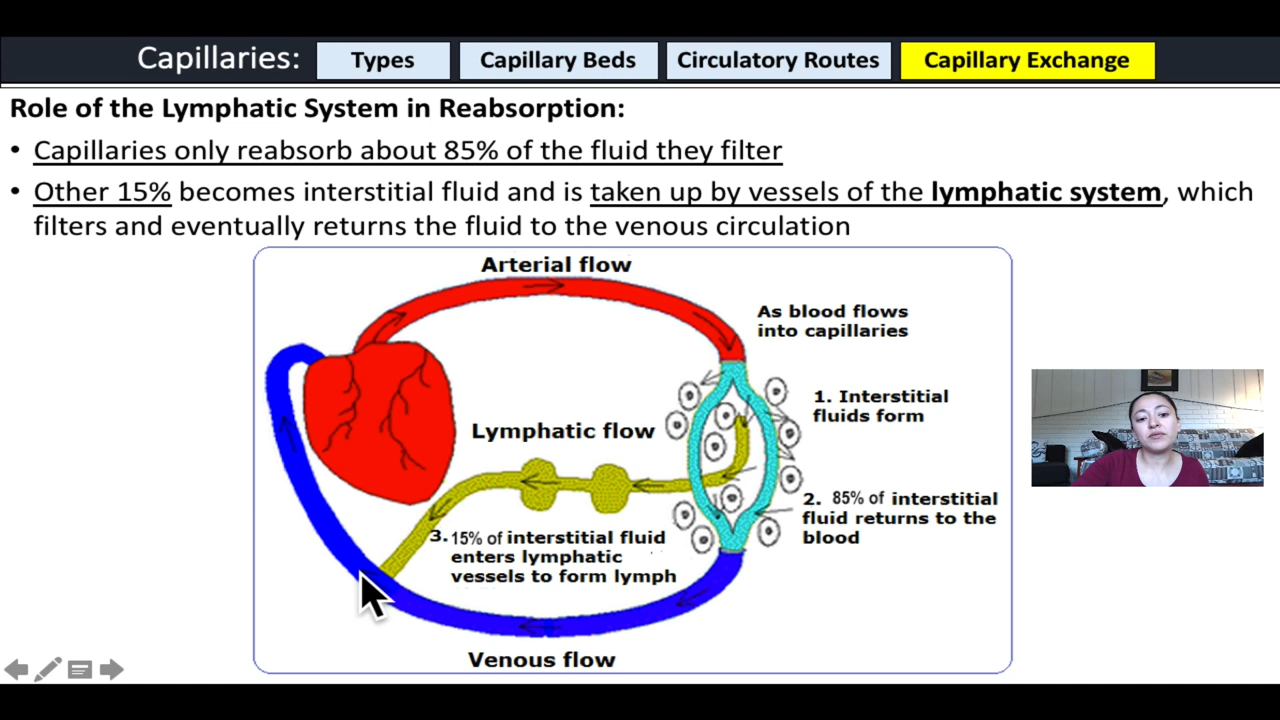 Capillaries: Types Capillary Beds Circulatory Routes Capillary Exchange
Role of the Lymphatic System in Reabsorption:
• Capillaries only reabsorb about 85% of the fluid they filter
• Other 15% becomes interstitial fluid and is taken up by vessels of the lymphatic system, which
filters and eventually returns the fluid to the venous circulation
Arterial flow
As blood flows
into capillaries
1. Interstitial
fluids form
Lymphatic flow
2. 85% of interstitial
fluid returns to the
blood
3. 15% of interstitial fluid
enters lymphatic
vessels to form lymph
Venous flow